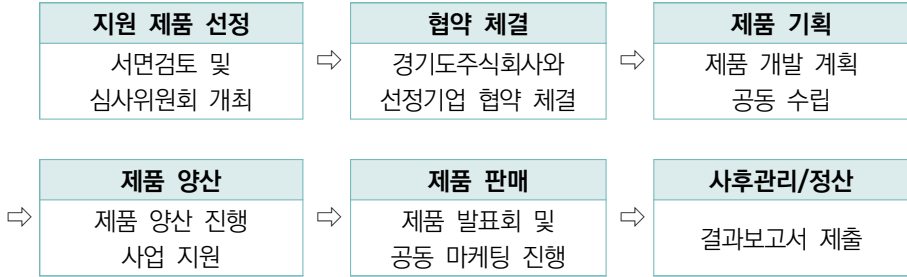 지원 제품 선정
서면검토 및
심사위원회 개최
⇨
협약 체결
경기도주식회사와
선정기업 협약 체결
⇨
제품 기획
제품 개발 계획
공동 수립
⇨
제품 양산
제품 양산 진행
사업 지원
⇨
제품 판매
제품 발표회 및
공동 마케팅 진행
⇨
사후관리/정산
결과보고서 제출